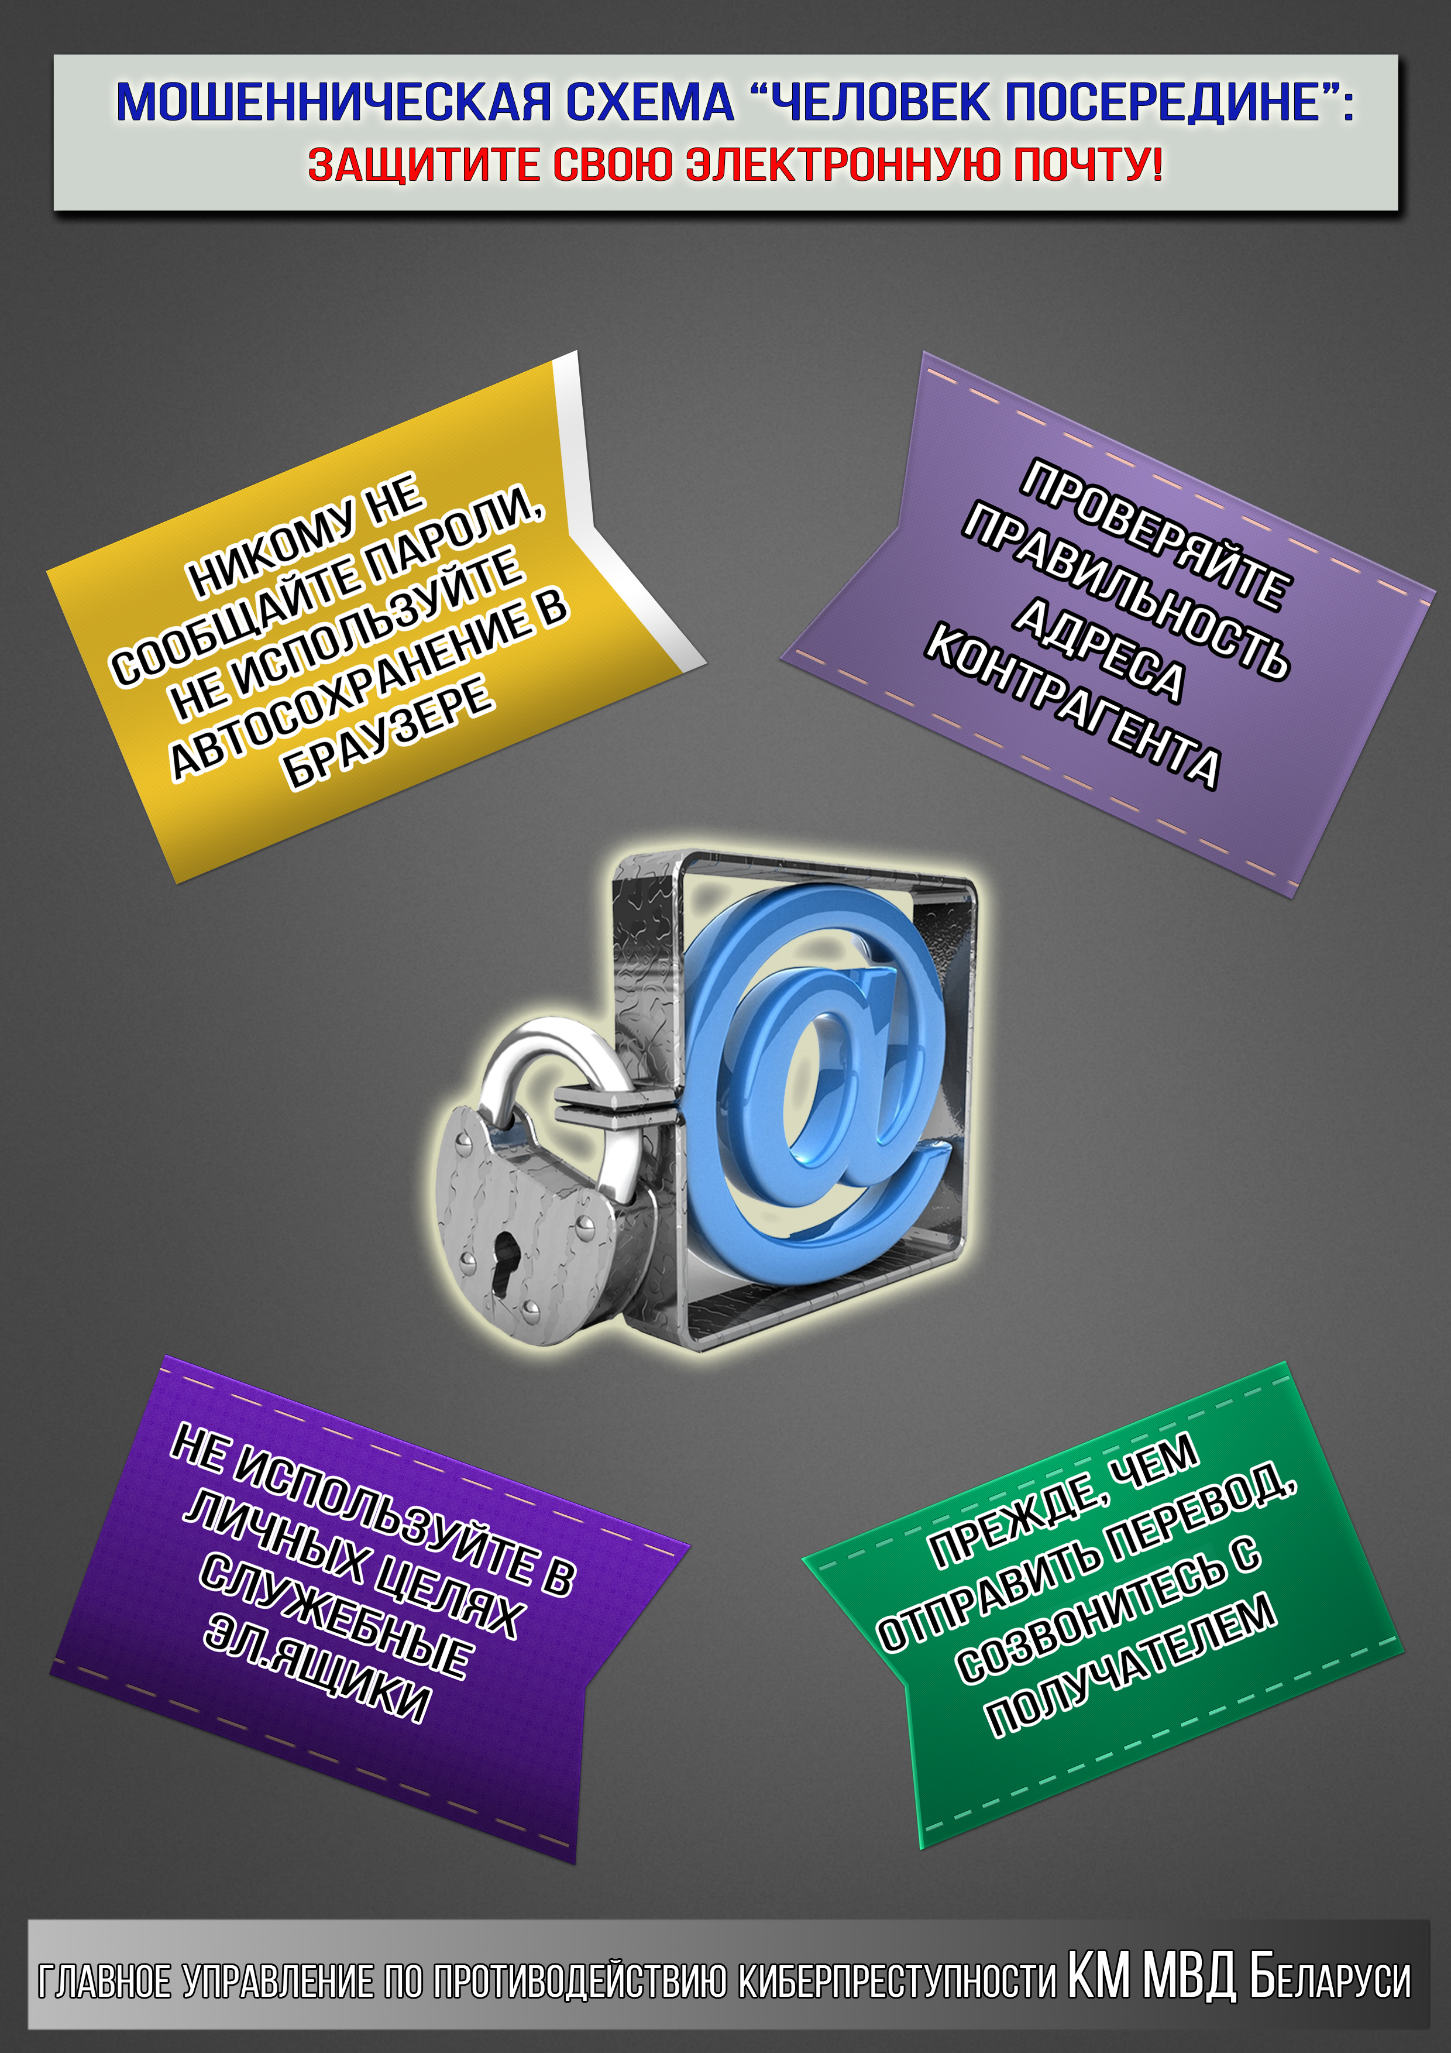 МОШЕННИЧЕСКАЯ СХЕМА “ЧЕЛОВЕК ПОСЕРЕДИНЕ”:
ЗАЩИТИТЕ СВОЮ ЭЛЕКТРОННУЮ ПОЧТУ!
НИКОМУ НЕ
СООБЩАЙТЕ ПАРОЛИ,
НЕ ИСПОЛЬЗУЙТЕ
АВТОСОХРАНЕНИЕ В
БРАУЗЕРЕ
ПРОВЕРЯЙТЕ
ПРАВИЛЬНОСТЬ
АДРЕСА
КОНТРАГЕНТА
@
НЕ ИСПОЛЬЗУЙТЕ В
ЛИЧНЫХ ЦЕЛЯХ
СЛУЖЕБНЫЕ
ЭЛ.ЯЩИКИ
ПРЕЖДЕ, ЧЕМ
ОТПРАВИТЬ ПЕРЕВОД,
СОЗВОНИТЕСЬ С
ПОЛУЧАТЕЛЕМ
ГЛАВНОЕ УПРАВЛЕНИЕ ПО ПРОТИВОДЕЙСТВИЮ КИБЕРПРЕСТУПНОСТИ КМ МВД БЕЛАРУСИ